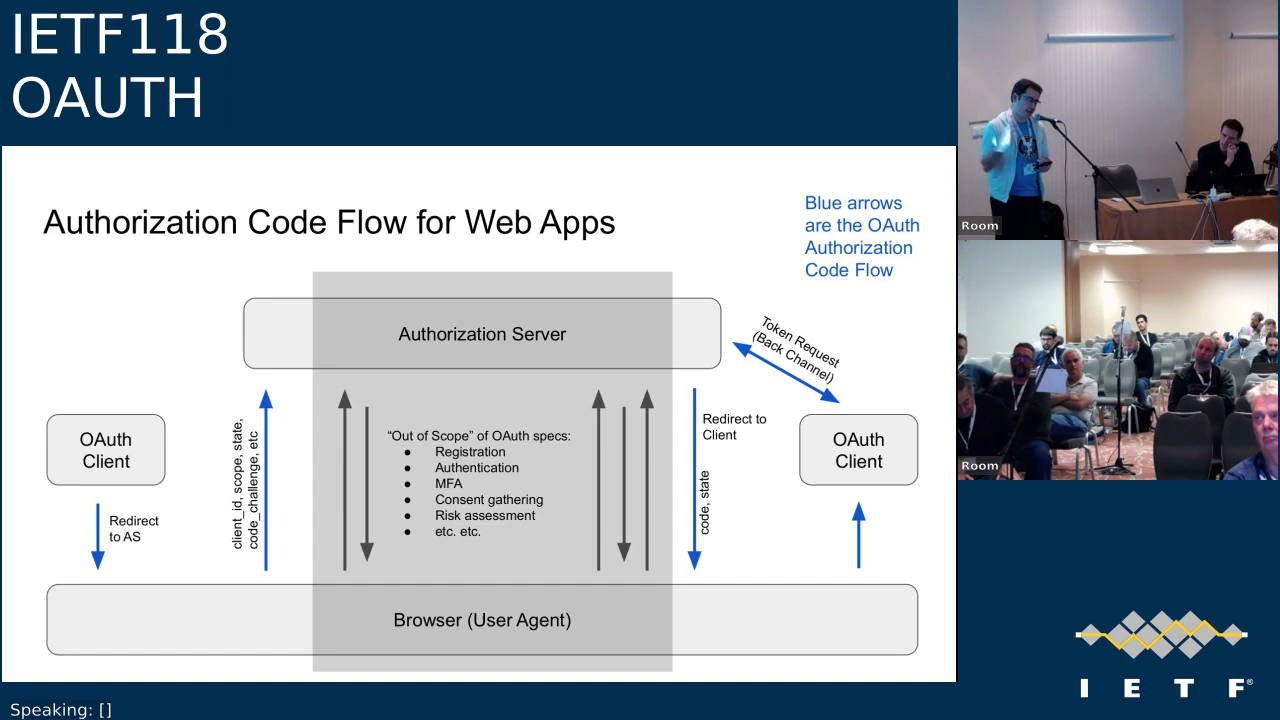 IETF118
OAUTH
Authorization Code Flow for Web Apps
Blue arrows
are the OAuth
Authorization
Code Flow
Authorization Server
Token Request
(Back Channel)
OAuth
Client
Redirect
to AS
client_id, scope, state,
code_challenge, etc
“Out of Scope” of OAuth specs:
● Registration
● Authentication
● MFA
● Consent gathering
● Risk assessment
● etc. etc.
Redirect to
Client
code, state
OAuth
Client
Browser (User Agent)
Room
Room
I E T F®
Speaking: []